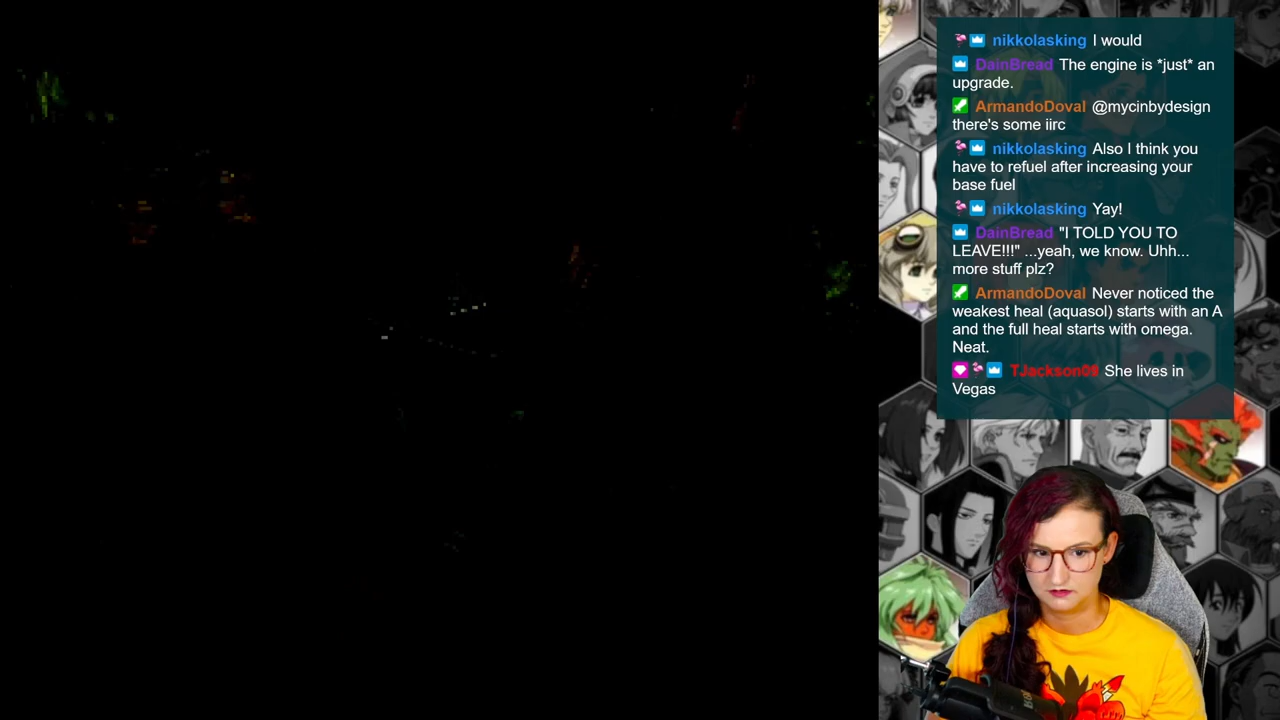 nikkolasking I would
DainBread The engine is *just* an
upgrade.
ArmandoDoval @mycinbydesign
there's some iirc
nikkolasking Also I think you
have to refuel after increasing your
base fuel
nikkolasking Yay!
DainBread "I TOLD YOU TO
LEAVE!!!" ...yeah, we know. Uhh...
more stuff plz?
ArmandoDoval Never noticed the
weakest heal (aquasol) starts with an A
and the full heal starts with omega.
Neat.
TJackson09 She lives in
Vegas